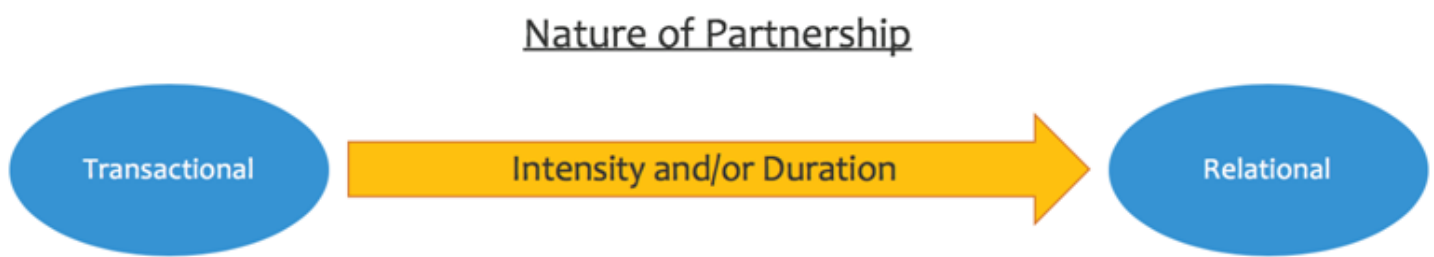 Nature of Partnership
Transactional
Intensity and/or Duration
Relational